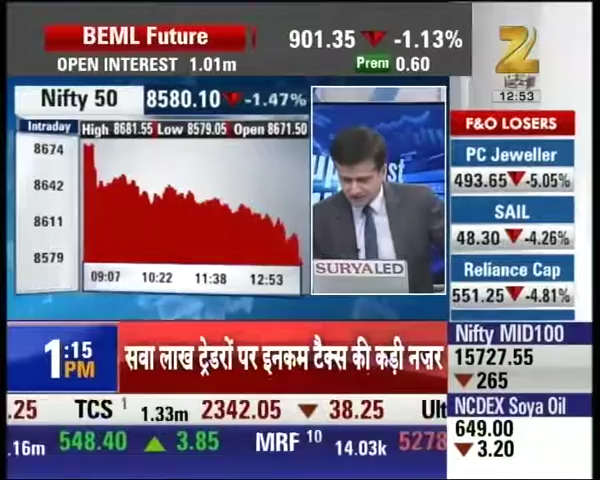 BEML Future
901.35 -1.13%
OPEN INTEREST 1.01m
Prem 0.60
12:53
Nifty 50
8580.10 -1.47%
Intraday
High 8681.55 Low 8579.05 Open 8671.50
8674
8642
8611
8579
09:07 10:22 11:38 12:53
SURYALED
F&O LOSERS
PC Jeweller
493.65 -5.05%
SAIL
48.30 -4.26%
Reliance Cap
551.25 -4.81%
1:15 PM
सवा लाख ट्रेडरों पर इनकम टैक्स की कड़ी नज़र
Nifty MID100
15727.55
265
NCDEX Soya Oil
649.00
3.20
.25 TCS 1 1.33m 2342.05 38.25 Ult
.16m 548.40 3.85 MRF 10 14.03k 5278